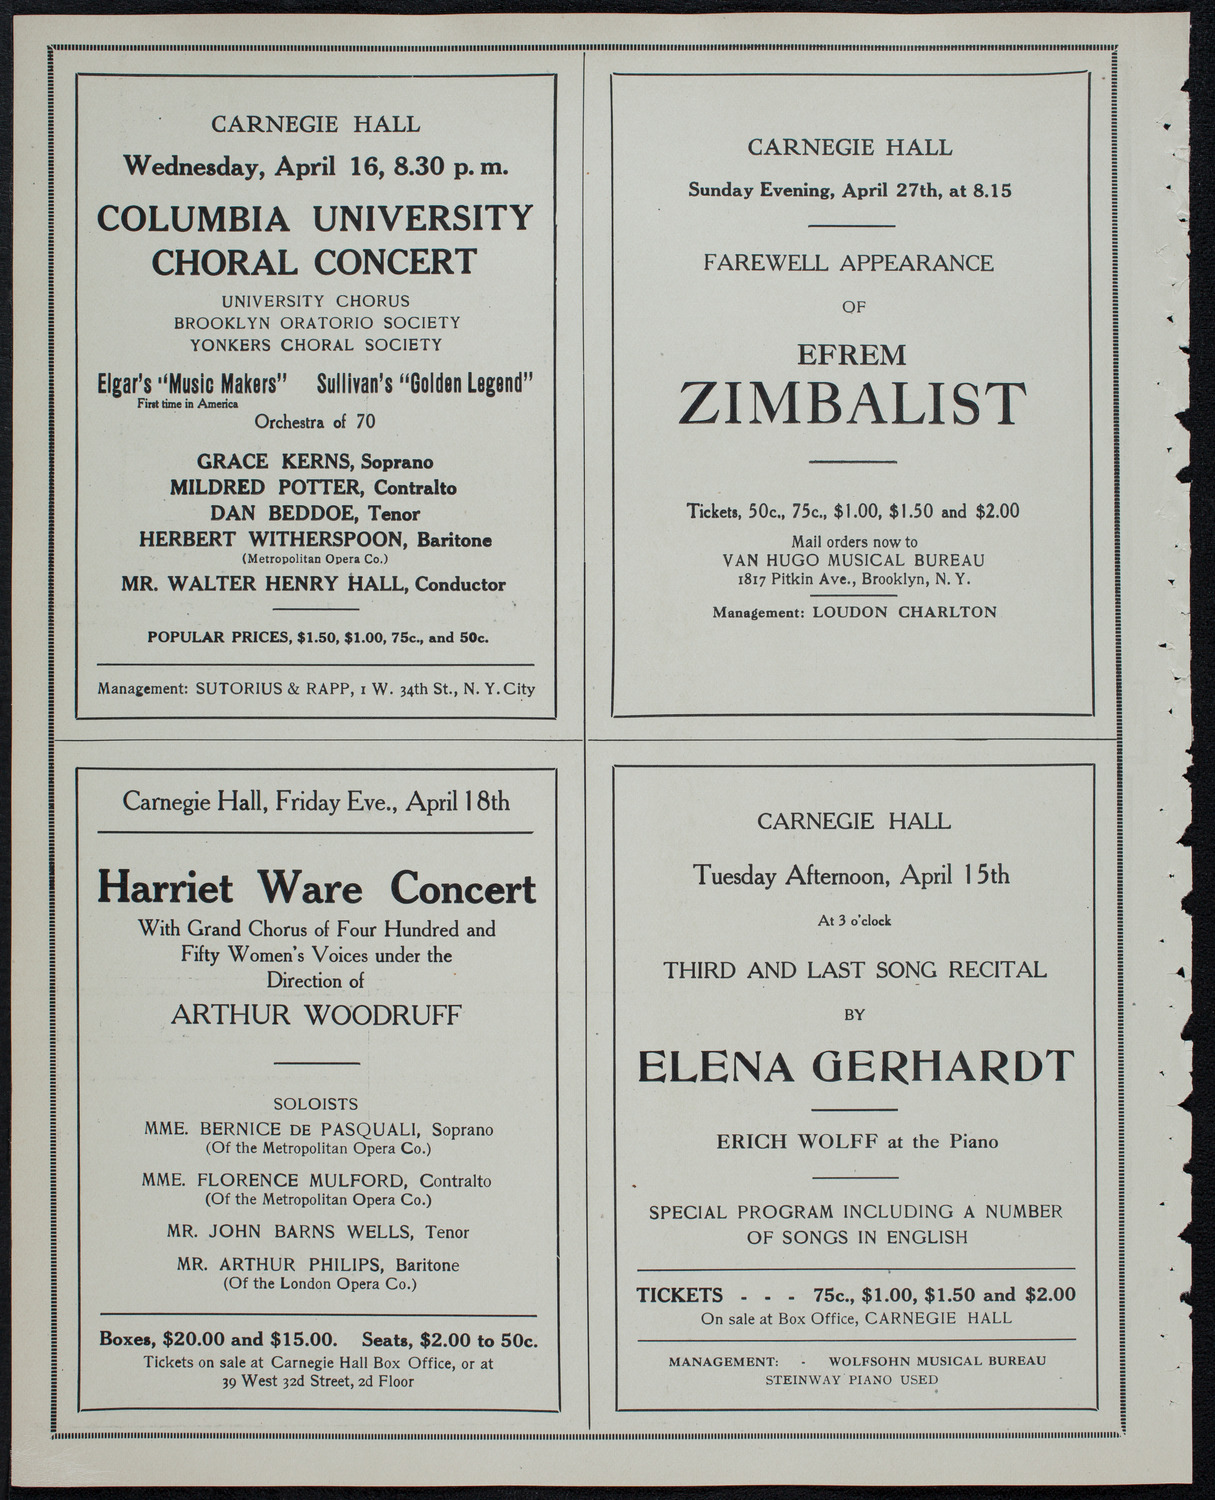 CARNEGIE HALL
Wednesday, April 16, 8.30 p. m.
COLUMBIA UNIVERSITY
CHORAL CONCERT
UNIVERSITY CHORUS
BROOKLYN ORATORIO SOCIETY
YONKERS CHORAL SOCIETY
Elgar's "Music Makers" Sullivan's "Golden Legend"
First time in America
Orchestra of 70
GRACE KERNS, Soprano
MILDRED POTTER, Contralto
DAN BEDDOE, Tenor
HERBERT WITHERSPOON, Baritone
(Metropolitan Opera Co.)
MR. WALTER HENRY HALL, Conductor
POPULAR PRICES, $1.50, $1.00, 75c., and 50c.
Management: SUTORIUS & RAPP, 1 W. 34th St., N. Y. City
CARNEGIE HALL
Sunday Evening, April 27th, at 8.15
FAREWELL APPEARANCE
OF
EFREM
ZIMBALIST
Tickets, 50c., 75c., $1.00, $1.50 and $2.00
Mail orders now to
VAN HUGO MUSICAL BUREAU
1817 Pitkin Ave., Brooklyn, N. Y.
Management: LOUDON CHARLTON
Carnegie Hall, Friday Eve., April 18th
Harriet Ware Concert
With Grand Chorus of Four Hundred and
Fifty Women's Voices under the
Direction of
ARTHUR WOODRUFF
SOLOISTS
MME. BERNICE DE PASQUALI, Soprano
(Of the Metropolitan Opera Co.)
MME. FLORENCE MULFORD, Contralto
(Of the Metropolitan Opera Co.)
MR. JOHN BARNS WELLS, Tenor
MR. ARTHUR PHILIPS, Baritone
(Of the London Opera Co.)
Boxes, $20.00 and $15.00. Seats, $2.00 to 50c.
Tickets on sale at Carnegie Hall Box Office, or at
39 West 32d Street, 2d Floor
CARNEGIE HALL
Tuesday Afternoon, April 15th
At 3 o'clock
THIRD AND LAST SONG RECITAL
BY
ELENA GERHARDT
ERICH WOLFF at the Piano
SPECIAL PROGRAM INCLUDING A NUMBER
OF SONGS IN ENGLISH
TICKETS - - - 75c., $1.00, $1.50 and $2.00
On sale at Box Office, CARNEGIE HALL
MANAGEMENT: - WOLFSOHN MUSICAL BUREAU
STEINWAY PIANO USED